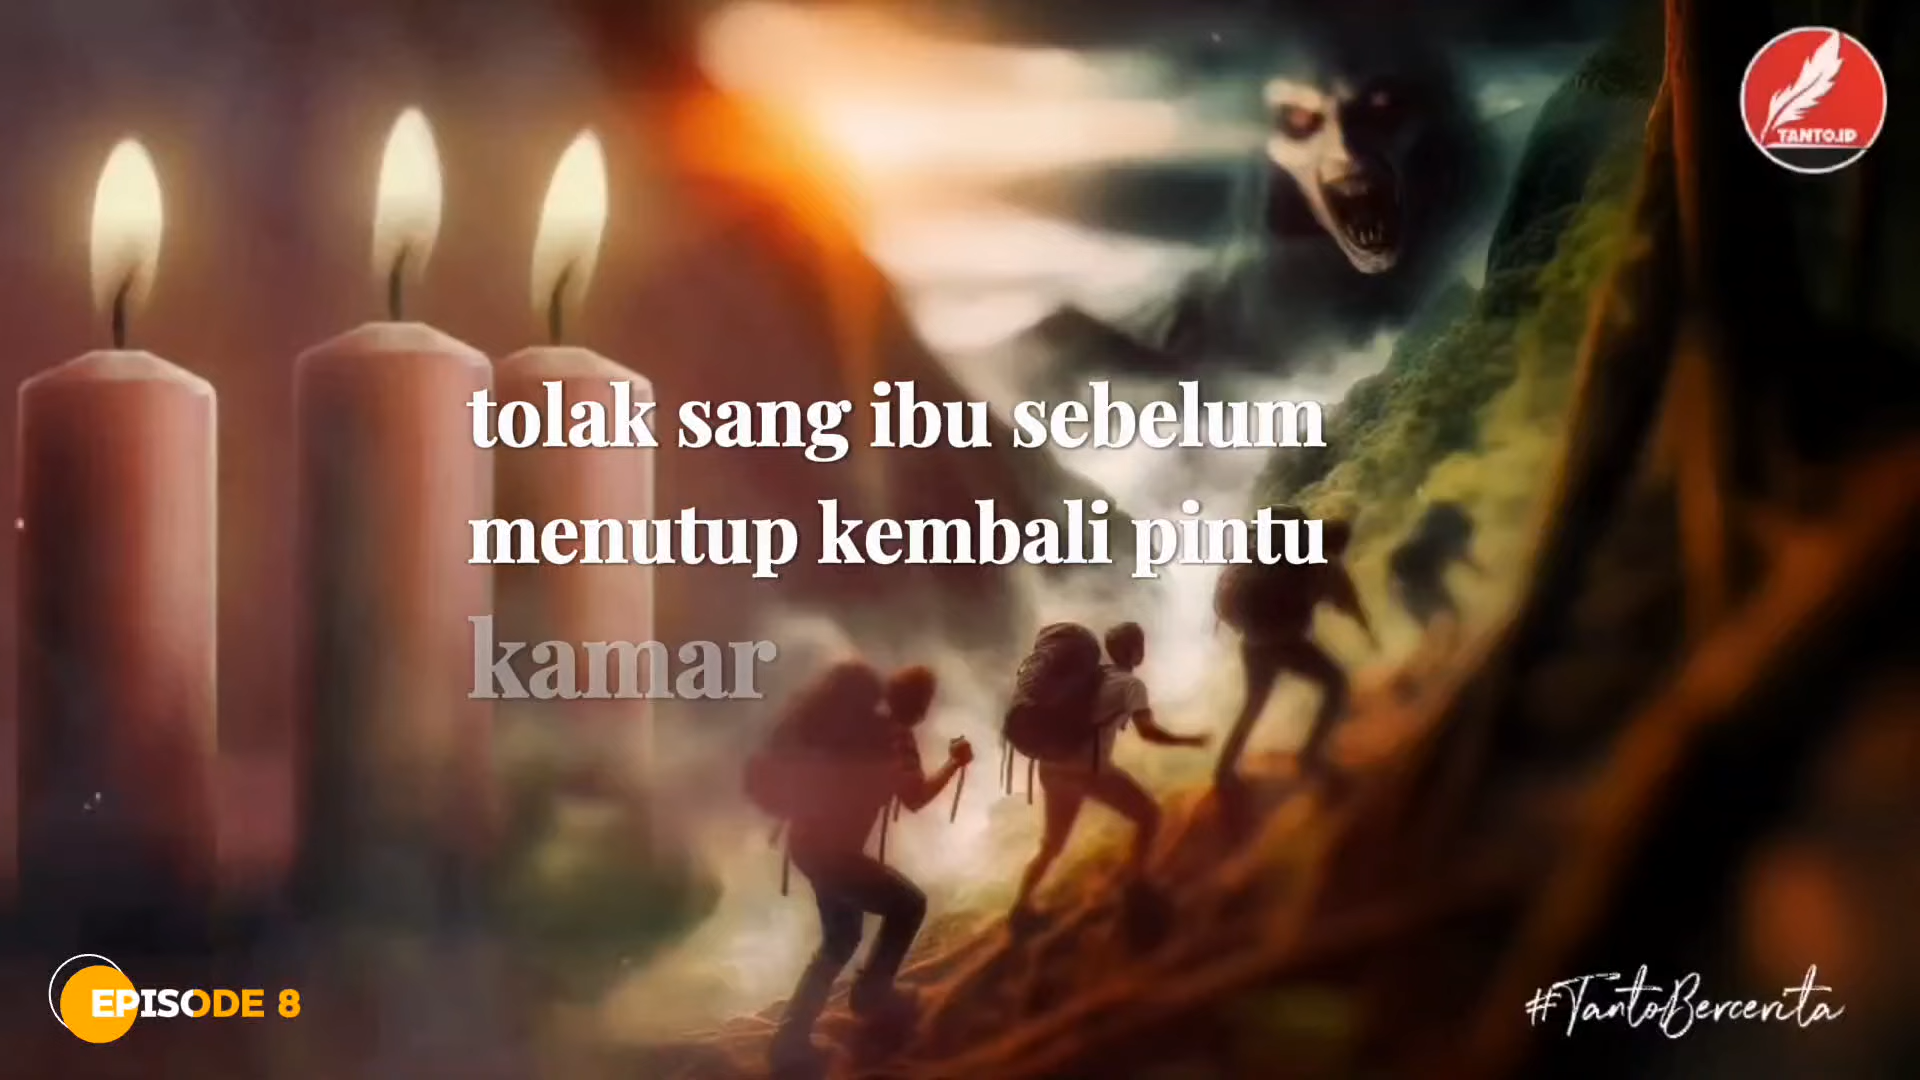 TANTO.ID
tolak sang ibu sebelum
menutup kembali pintu
kamar
EPISODE 8
#TantoBercerita